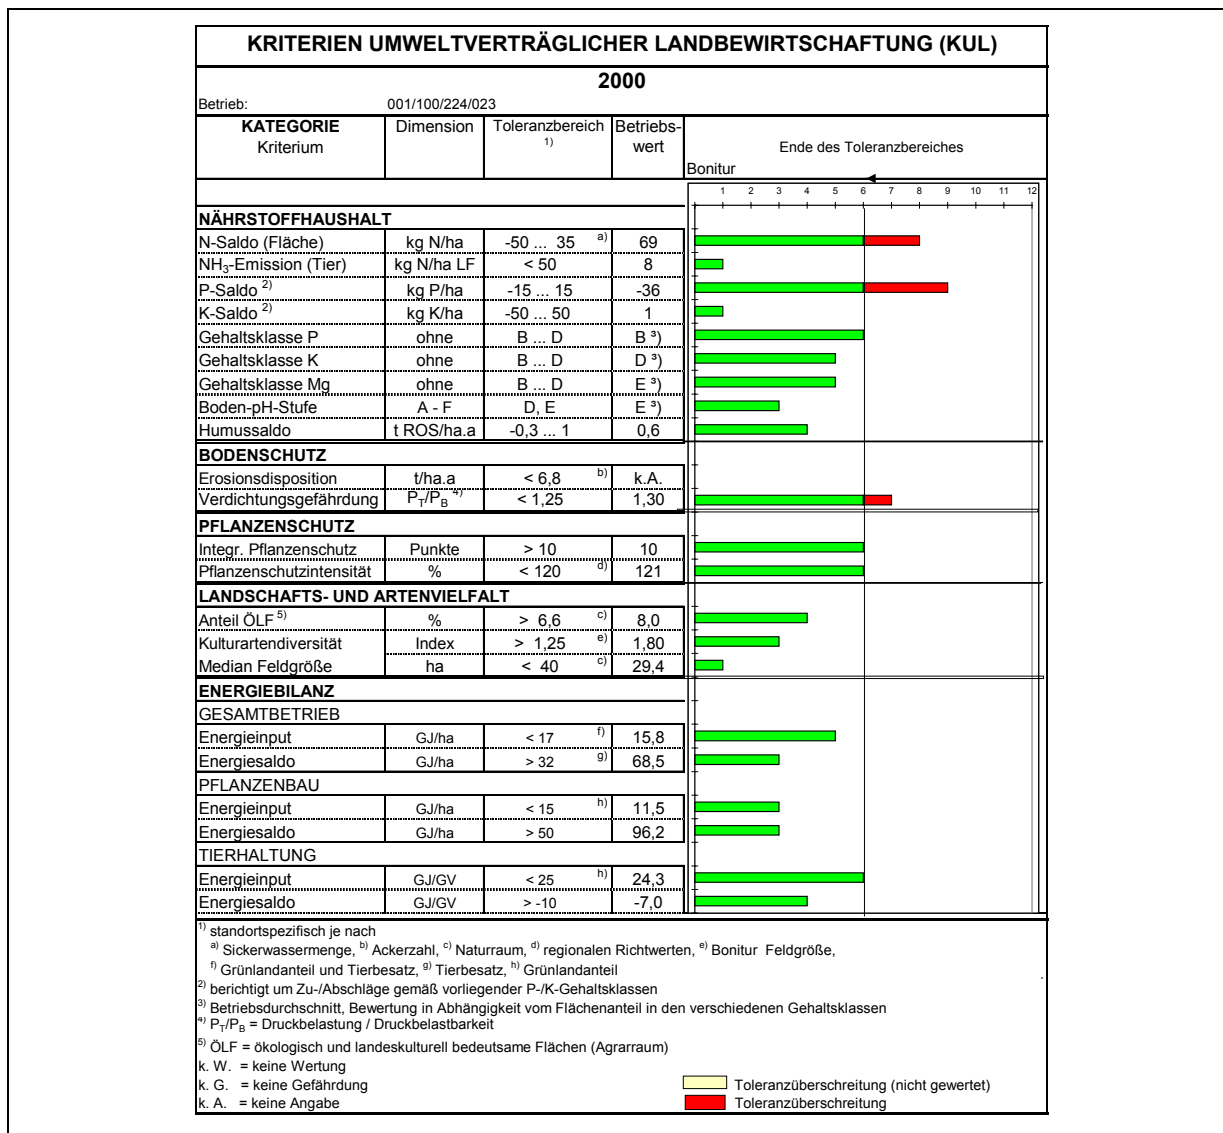 KRITERIEN UMWELTVERTRÄGLICHER LANDBEWIRTSCHAFTUNG (KUL)
2000
Betrieb: 001/100/224/023
KATEGORIE Dimension Toleranzbereich Betriebs-
Kriterium 1) wert Ende des Toleranzbereiches
Bonitur
1 2 3 4 5 6 7 8 9 10 11 12
NÄHRSTOFFHAUSHALT
N-Saldo (Fläche) kg N/ha -50 ... 35 a) 69
NH3-Emission (Tier) kg N/ha LF < 50 8
P-Saldo 2) kg P/ha -15 ... 15 -36
K-Saldo 2) kg K/ha -50 ... 50 1
Gehaltsklasse P ohne B ... D B ³)
Gehaltsklasse K ohne B ... D D ³)
Gehaltsklasse Mg ohne B ... D E ³)
Boden-pH-Stufe A - F D, E E ³)
Humussaldo t ROS/ha.a -0,3 ... 1 0,6
BODENSCHUTZ
Erosionsdisposition t/ha.a < 6,8 b) k.A.
Verdichtungsgefährdung PT/PB 4) < 1,25 1,30
PFLANZENSCHUTZ
Integr. Pflanzenschutz Punkte > 10 10
Pflanzenschutzintensität % < 120 d) 121
LANDSCHAFTS- UND ARTENVIELFALT
Anteil ÖLF 5) % > 6,6 c) 8,0
Kulturartendiversität Index > 1,25 e) 1,80
Median Feldgröße ha < 40 c) 29,4
ENERGIEBILANZ
GESAMTBETRIEB
Energieinput GJ/ha < 17 f) 15,8
Energiesaldo GJ/ha > 32 g) 68,5
PFLANZENBAU
Energieinput GJ/ha < 15 h) 11,5
Energiesaldo GJ/ha > 50 96,2
TIERHALTUNG
Energieinput GJ/GV < 25 h) 24,3
Energiesaldo GJ/GV > -10 -7,0
1) standortspezifisch je nach
a) Sickerwassermenge, b) Ackerzahl, c) Naturraum, d) regionalen Richtwerten, e) Bonitur Feldgröße,
f) Grünlandanteil und Tierbesatz, g) Tierbesatz, h) Grünlandanteil
2) berichtigt um Zu-/Abschläge gemäß vorliegender P-/K-Gehaltsklassen
3) Betriebsdurchschnitt, Bewertung in Abhängigkeit vom Flächenanteil in den verschiedenen Gehaltsklassen
4) PT/PB = Druckbelastung / Druckbelastbarkeit
5) ÖLF = ökologisch und landeskulturell bedeutsame Flächen (Agrarraum)
k. W. = keine Wertung
k. G. = keine Gefährdung Toleranzüberschreitung (nicht gewertet)
k. A. = keine Angabe Toleranzüberschreitung